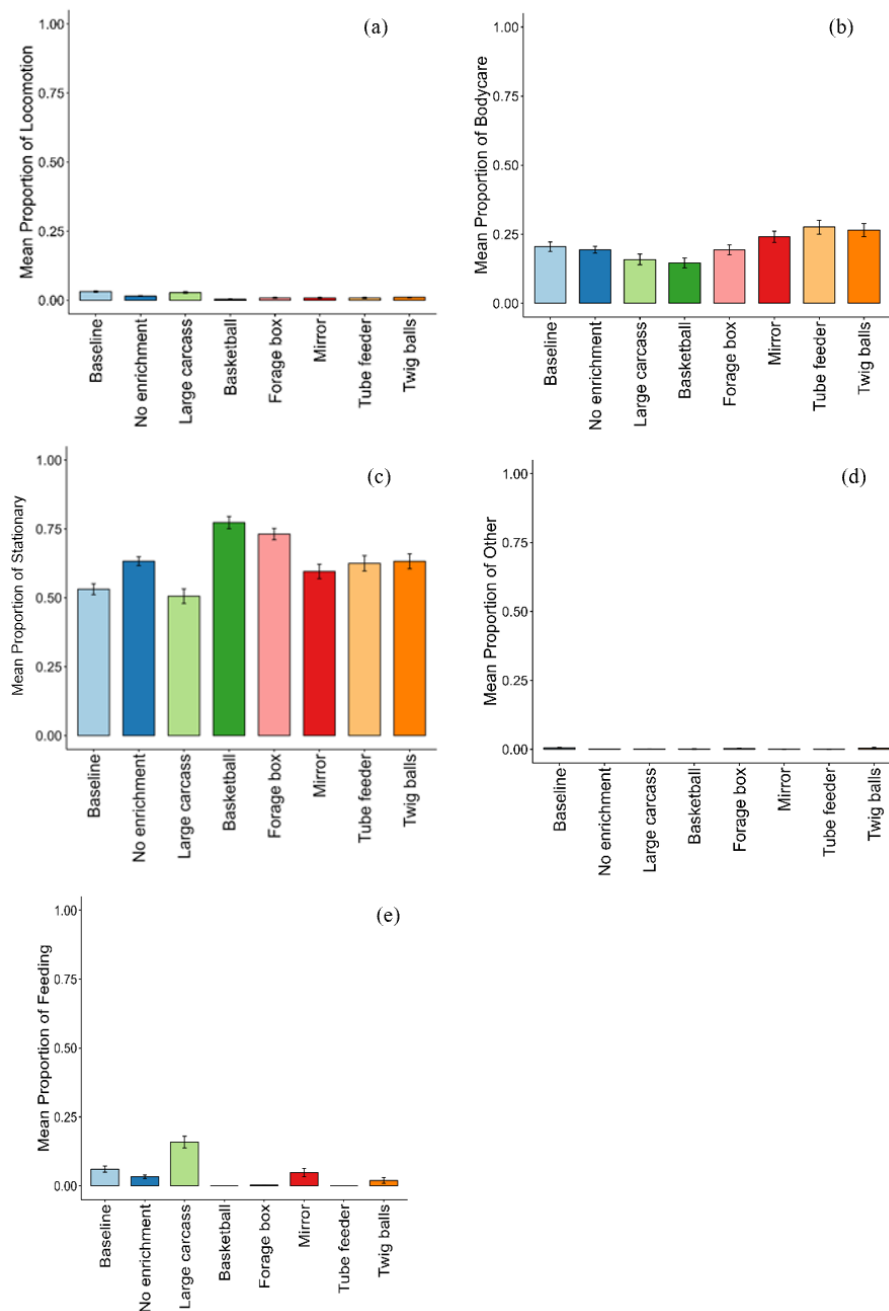 (a)
Mean Proportion of Locomotion
1.00
0.75
0.50
0.25
0.00
Baseline
No enrichment
Large carcass
Basketball
Forage box
Mirror
Tube feeder
Twig balls
(b)
Mean Proportion of Bodycare
1.00
0.75
0.50
0.25
0.00
Baseline
No enrichment
Large carcass
Basketball
Forage box
Mirror
Tube feeder
Twig balls
(c)
Mean Proportion of Stationary
1.00
0.75
0.50
0.25
0.00
Baseline
No enrichment
Large carcass
Basketball
Forage box
Mirror
Tube feeder
Twig balls
(d)
Mean Proportion of Other
1.00
0.75
0.50
0.25
0.00
Baseline
No enrichment
Large carcass
Basketball
Forage box
Mirror
Tube feeder
Twig balls
(e)
Mean Proportion of Feeding
1.00
0.75
0.50
0.25
0.00
Baseline
No enrichment
Large carcass
Basketball
Forage box
Mirror
Tube feeder
Twig balls